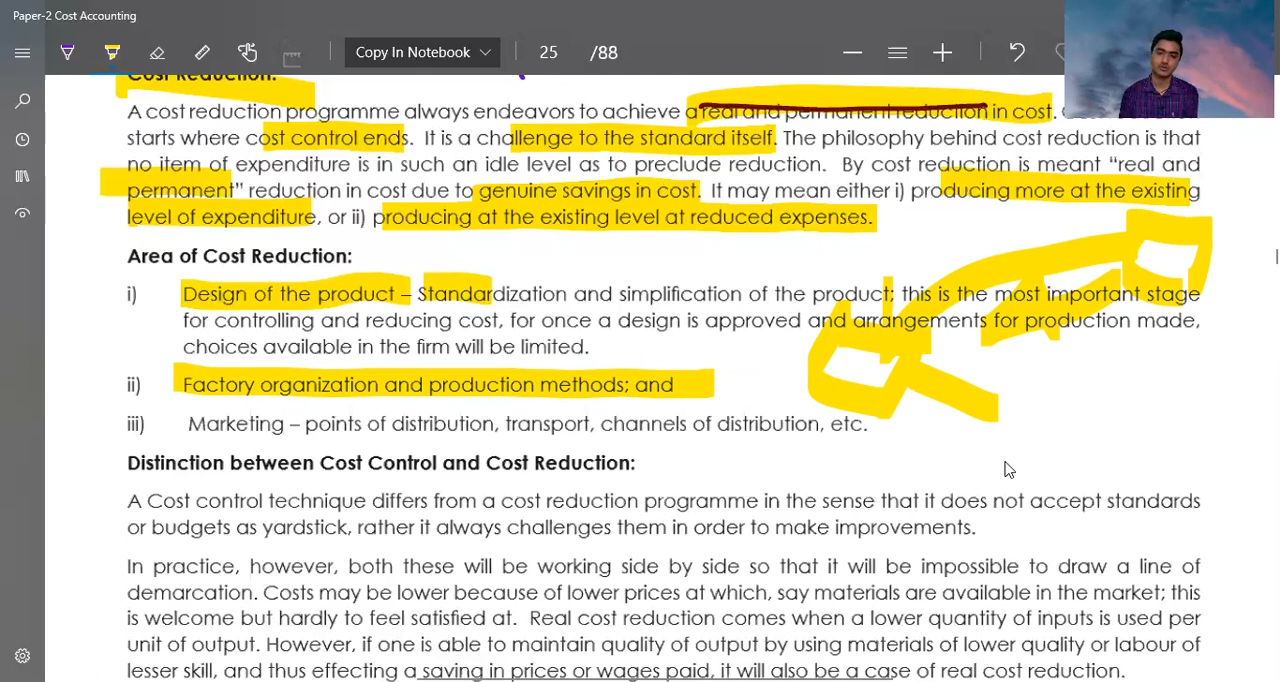 Paper-2 Cost Accounting
Copy In Notebook
25 /88
Cost Reduction:
A cost reduction programme always endeavors to achieve a real and permanent reduction in cost.
starts where cost control ends. It is a challenge to the standard itself. The philosophy behind cost reduction is that
no item of expenditure is in such an idle level as to preclude reduction. By cost reduction is meant “real and
permanent” reduction in cost due to genuine savings in cost. It may mean either i) producing more at the existing
level of expenditure, or ii) producing at the existing level at reduced expenses.
Area of Cost Reduction:
i) Design of the product – Standardization and simplification of the product; this is the most important stage
for controlling and reducing cost, for once a design is approved and arrangements for production made,
choices available in the firm will be limited.
ii) Factory organization and production methods; and
iii) Marketing – points of distribution, transport, channels of distribution, etc.
Distinction between Cost Control and Cost Reduction:
A Cost control technique differs from a cost reduction programme in the sense that it does not accept standards
or budgets as yardstick, rather it always challenges them in order to make improvements.
In practice, however, both these will be working side by side so that it will be impossible to draw a line of
demarcation. Costs may be lower because of lower prices at which, say materials are available in the market; this
is welcome but hardly to feel satisfied at. Real cost reduction comes when a lower quantity of inputs is used per
unit of output. However, if one is able to maintain quality of output by using materials of lower quality or labour of
lesser skill, and thus effecting a saving in prices or wages paid, it will also be a case of real cost reduction.